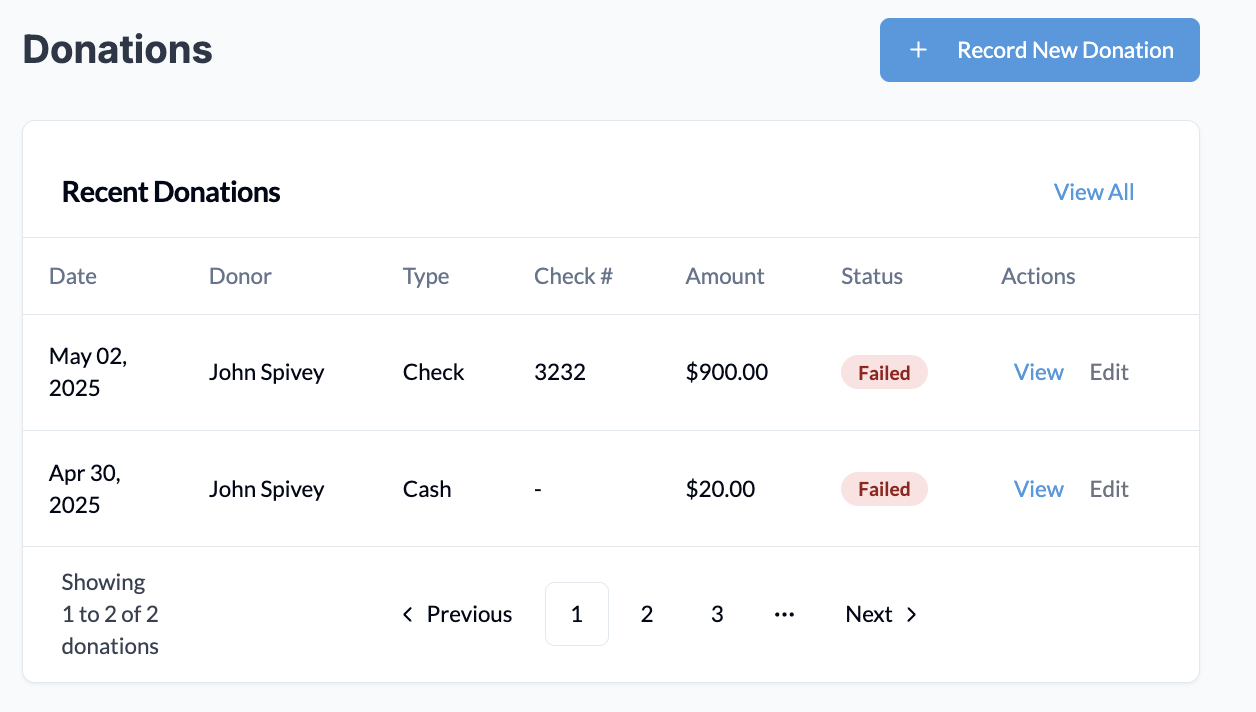 Donations
+ Record New Donation
Recent Donations
View All
Date Donor Type Check # Amount Status Actions
May 02,
2025
John Spivey Check 3232 $900.00 Failed View Edit
Apr 30,
2025
John Spivey Cash - $20.00 Failed View Edit
Showing
1 to 2 of 2
donations
< Previous 1 2 3 ... Next >